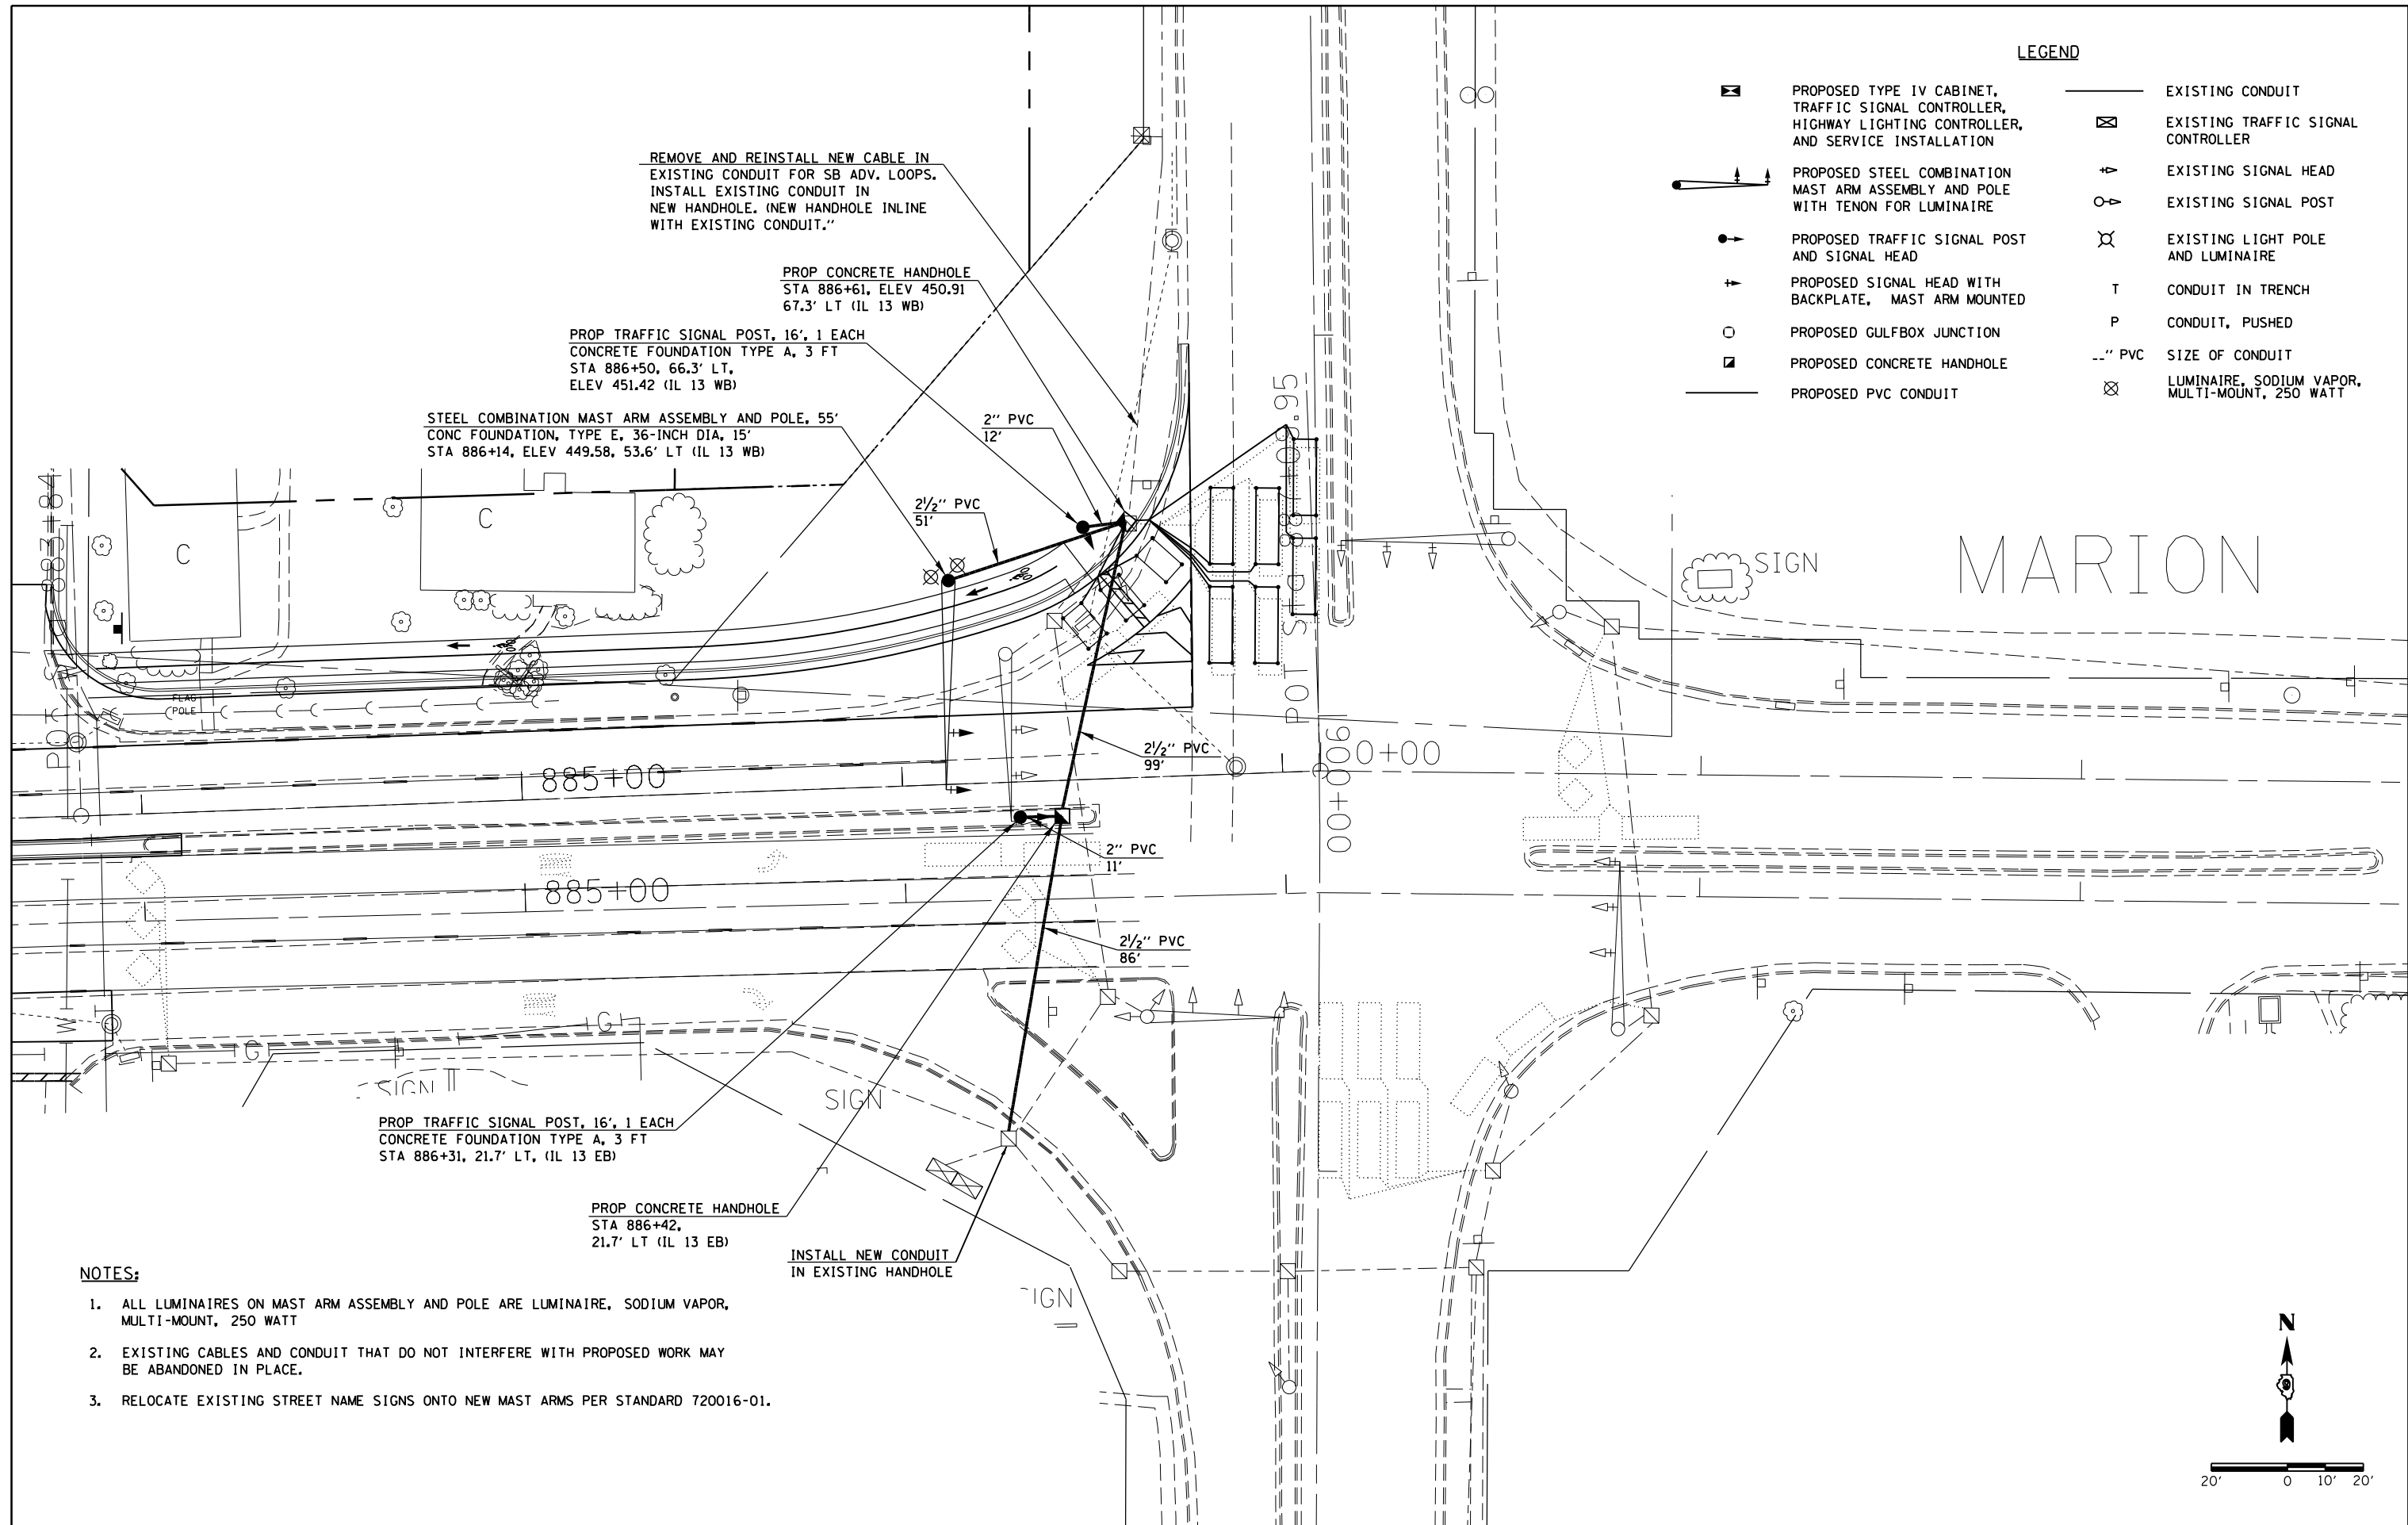 LEGEND
PROPOSED TYPE IV CABINET,
TRAFFIC SIGNAL CONTROLLER,
HIGHWAY LIGHTING CONTROLLER,
AND SERVICE INSTALLATION
PROPOSED STEEL COMBINATION
MAST ARM ASSEMBLY AND POLE
WITH TENON FOR LUMINAIRE
PROPOSED TRAFFIC SIGNAL POST
AND SIGNAL HEAD
PROPOSED SIGNAL HEAD WITH
BACKPLATE, MAST ARM MOUNTED
PROPOSED GULFBOX JUNCTION
PROPOSED CONCRETE HANDHOLE
PROPOSED PVC CONDUIT
EXISTING CONDUIT
EXISTING TRAFFIC SIGNAL
CONTROLLER
EXISTING SIGNAL HEAD
EXISTING SIGNAL POST
EXISTING LIGHT POLE
AND LUMINAIRE
T CONDUIT IN TRENCH
P CONDUIT, PUSHED
--'' PVC SIZE OF CONDUIT
LUMINAIRE, SODIUM VAPOR,
MULTI-MOUNT, 250 WATT
REMOVE AND REINSTALL NEW CABLE IN
EXISTING CONDUIT FOR SB ADV. LOOPS.
INSTALL EXISTING CONDUIT IN
NEW HANDHOLE. (NEW HANDHOLE INLINE
WITH EXISTING CONDUIT.''
PROP CONCRETE HANDHOLE
STA 886+61, ELEV 450.91
67.3' LT (IL 13 WB)
PROP TRAFFIC SIGNAL POST, 16', 1 EACH
CONCRETE FOUNDATION TYPE A, 3 FT
STA 886+50, 66.3' LT,
ELEV 451.42 (IL 13 WB)
STEEL COMBINATION MAST ARM ASSEMBLY AND POLE, 55'
CONC FOUNDATION, TYPE E, 36-INCH DIA, 15'
STA 886+14, ELEV 449.58, 53.6' LT (IL 13 WB)
2'' PVC
12'
2½'' PVC
51'
C
C
SIGN
MARION
FLAG
POLE
2½'' PVC
99'
885+00
900+00
0+00
2'' PVC
11'
885+00
2½'' PVC
86'
W
G
G
SIGN
SIGN
PROP TRAFFIC SIGNAL POST, 16', 1 EACH
CONCRETE FOUNDATION TYPE A, 3 FT
STA 886+31, 21.7' LT, (IL 13 EB)
PROP CONCRETE HANDHOLE
STA 886+42,
21.7' LT (IL 13 EB)
INSTALL NEW CONDUIT
IN EXISTING HANDHOLE
NOTES:
1. ALL LUMINAIRES ON MAST ARM ASSEMBLY AND POLE ARE LUMINAIRE, SODIUM VAPOR,
MULTI-MOUNT, 250 WATT
2. EXISTING CABLES AND CONDUIT THAT DO NOT INTERFERE WITH PROPOSED WORK MAY
BE ABANDONED IN PLACE.
3. RELOCATE EXISTING STREET NAME SIGNS ONTO NEW MAST ARMS PER STANDARD 720016-01.
N
20' 0 10' 20'